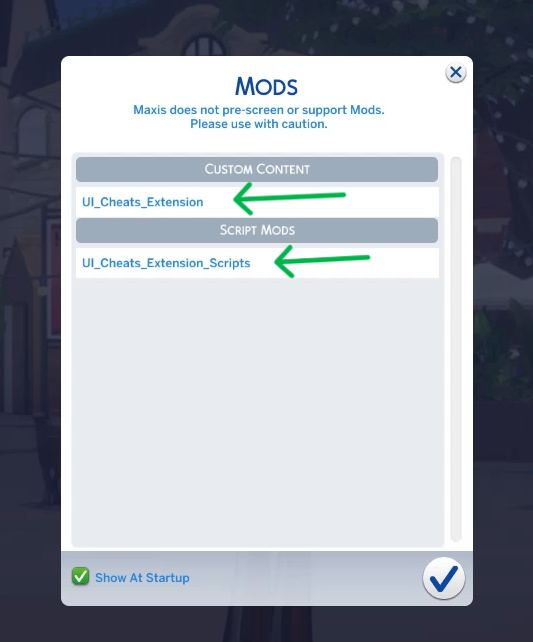 Mods
Maxis does not pre-screen or support Mods.
Please use with caution.
Custom Content
UI_Cheats_Extension
Script Mods
UI_Cheats_Extension_Scripts
Show At Startup